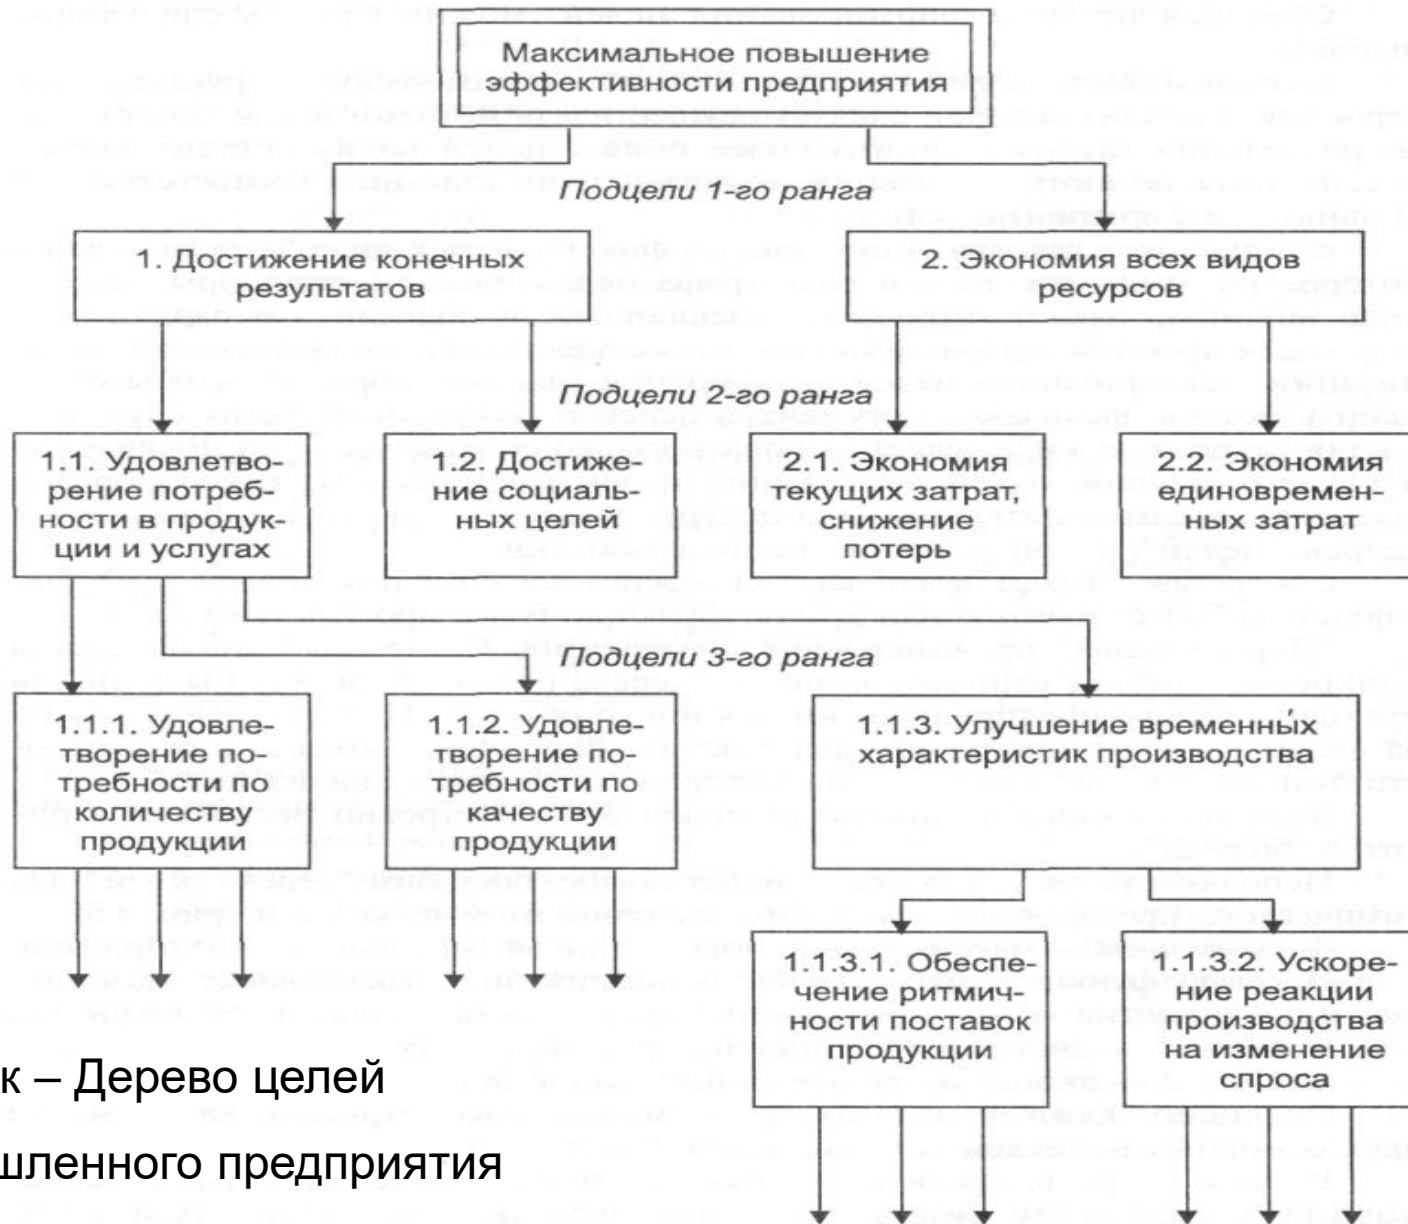 Максимальное повышение
эффективности предприятия
Подцели 1-го ранга
1. Достижение конечных
результатов
2. Экономия всех видов
ресурсов
Подцели 2-го ранга
1.1. Удовлетво-
рение потреб-
ности в продук-
ции и услугах
1.2. Достиже-
ние социаль-
ных целей
2.1. Экономия
текущих затрат,
снижение
потерь
2.2. Экономия
единовремен-
ных затрат
Подцели 3-го ранга
1.1.1. Удовле-
творение по-
требности по
количеству
продукции
1.1.2. Удовле-
творение по-
требности по
качеству
продукции
1.1.3. Улучшение временных
характеристик производства
1.1.3.1. Обеспе-
чение ритмич-
ности поставок
продукции
1.1.3.2. Ускоре-
ние реакции
производства
на изменение
спроса
к – Дерево целей
шленного предприятия